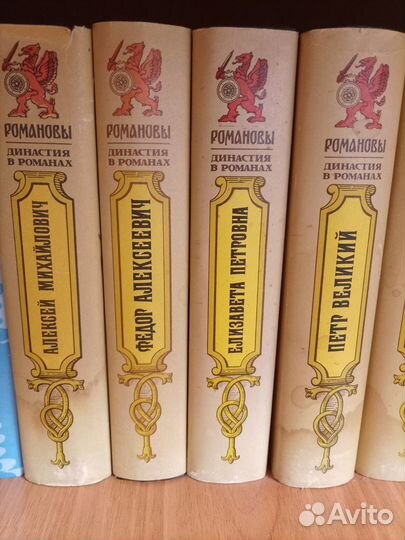 РОМАНОВЫ
ДИНАСТИЯ
В РОМАНАХ
АЛЕКСЕЙ МИХАЙЛОВИЧ
РОМАНОВЫ
ДИНАСТИЯ
В РОМАНАХ
ФЕДОР АЛЕКСЕЕВИЧ
РОМАНОВЫ
ДИНАСТИЯ
В РОМАНАХ
ЕЛИЗАВЕТА ПЕТРОВНА
РОМАНОВЫ
ДИНАСТИЯ
В РОМАНАХ
ПЕТР ВЕЛИКИЙ
Avito